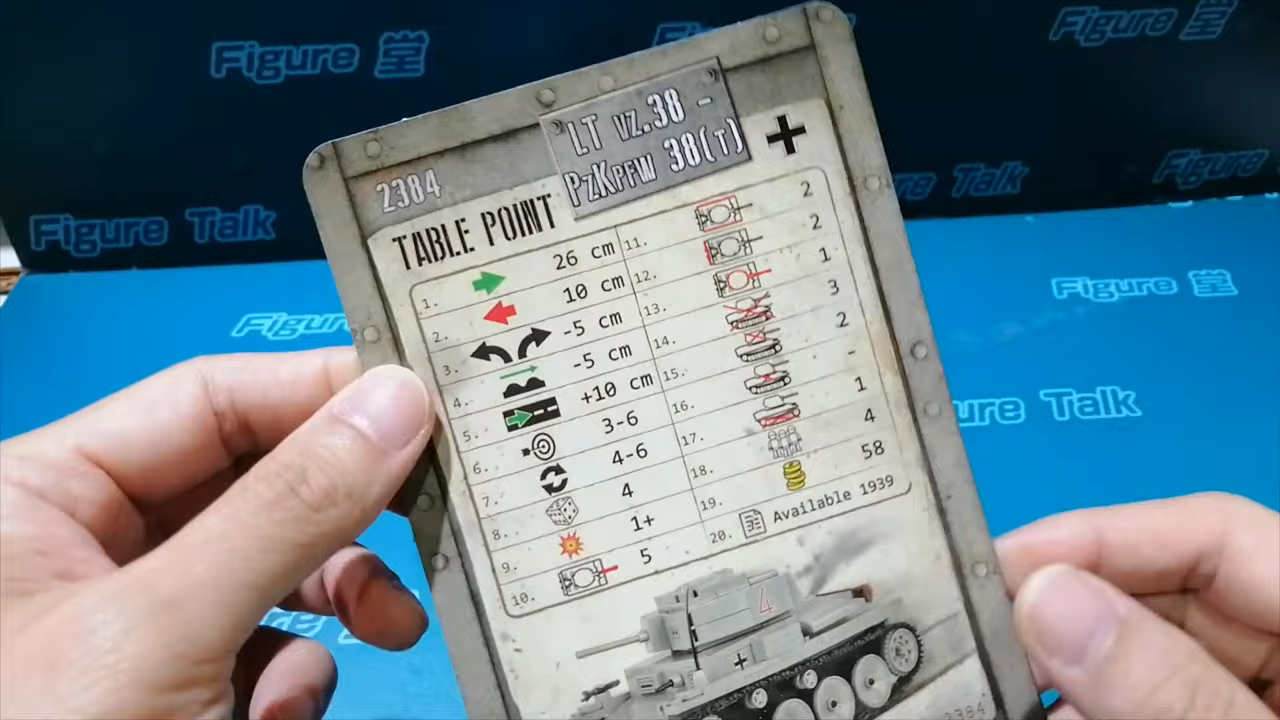 Figure 堂
Figure 堂
Figure Talk
Figure Talk
Figure Talk
Figure 堂
Figure Talk
LT vz.38 -
PzKpfw 38(t)
2384
TABLE POINT
1. 26 cm
2. 10 cm
3. -5 cm
4. -5 cm
5. +10 cm
6. 3-6
7. 4-6
8. 4
9. 1+
10. 5
11. 2
12. 2
13. 1
14. 3
15. 2
16. -
17. 1
18. 4
19. 58
20. Available 1939
4
2384